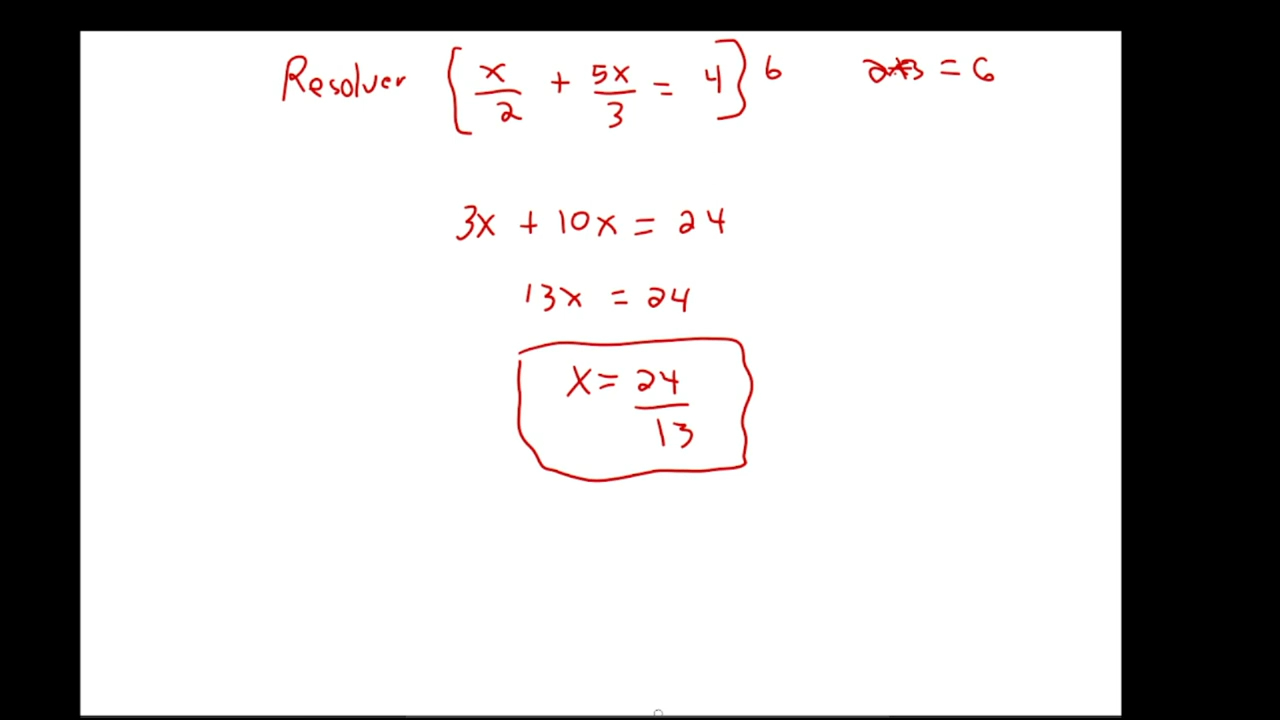 Resolver [x/2 + 5x/3 = 4] 6 2*3 = 6
3x + 10x = 24
13x = 24
x = 24/13